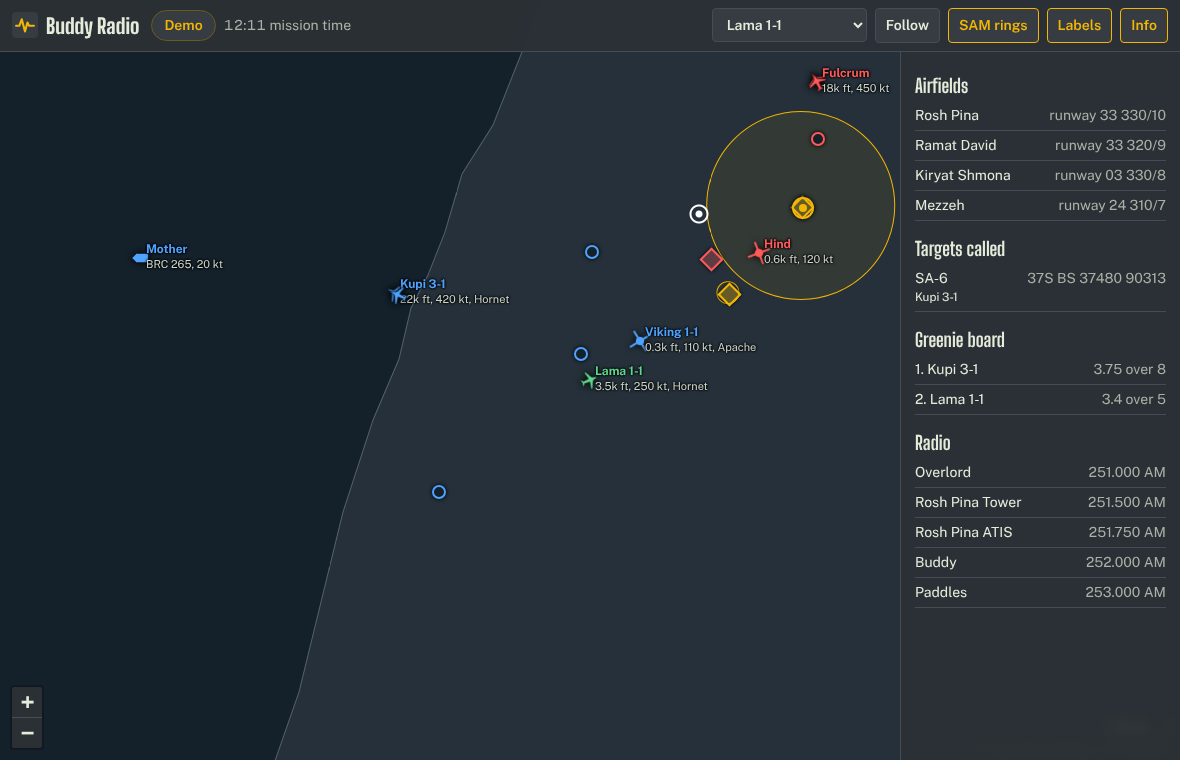 Buddy Radio
Demo
12:11 mission time
Lama 1-1
Follow
SAM rings
Labels
Info
Fulcrum
18k ft, 450 kt
Hind
0.6k ft, 120 kt
Mother
BRC 265, 20 kt
Kupi 3-1
22k ft, 420 kt, Hornet
Viking 1-1
0.3k ft, 110 kt, Apache
Lama 1-1
3.5k ft, 250 kt, Hornet
+
−
Airfields
Rosh Pina runway 33 330/10
Ramat David runway 33 320/9
Kiryat Shmona runway 03 330/8
Mezzeh runway 24 310/7
Targets called
SA-6 37S BS 37480 90313
Kupi 3-1
Greenie board
1. Kupi 3-1 3.75 over 8
2. Lama 1-1 3.4 over 5
Radio
Overlord 251.000 AM
Rosh Pina Tower 251.500 AM
Rosh Pina ATIS 251.750 AM
Buddy 252.000 AM
Paddles 253.000 AM